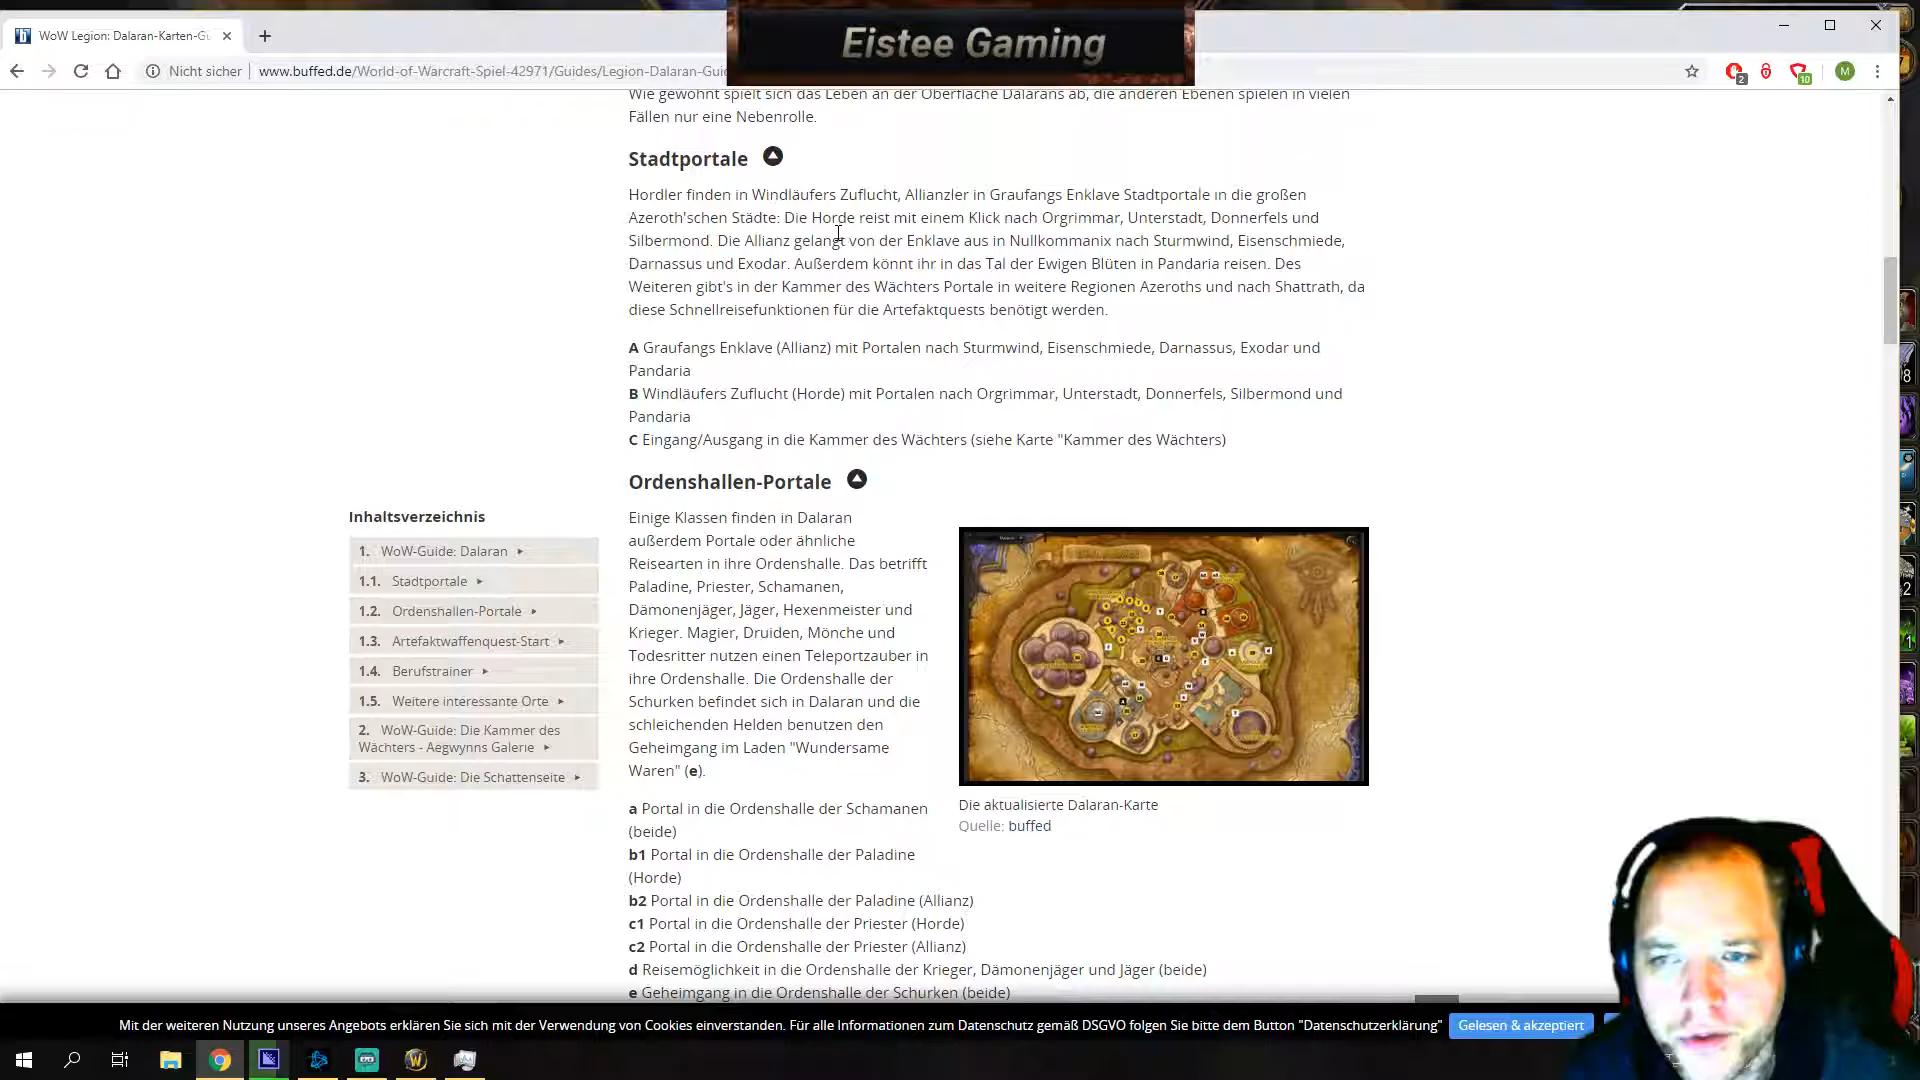 Eistee Gaming
WoW Legion: Dalaran-Karten-Gu
Nicht sicher
www.buffed.de/World-of-Warcraft-Spiel-42971/Guides/Legion-Dalaran-Guid
2
10
M
Wie gewohnt spielt sich das Leben an der Oberfläche Dalarans ab, die anderen Ebenen spielen in vielen
Fällen nur eine Nebenrolle.
Stadtportale
Hordler finden in Windläufers Zuflucht, Allianzler in Graufangs Enklave Stadtportale in die großen
Azeroth'schen Städte: Die Horde reist mit einem Klick nach Orgrimmar, Unterstadt, Donnerfels und
Silbermond. Die Allianz gelangt von der Enklave aus in Nullkommanix nach Sturmwind, Eisenschmiede,
Darnassus und Exodar. Außerdem könnt ihr in das Tal der Ewigen Blüten in Pandaria reisen. Des
Weiteren gibt's in der Kammer des Wächters Portale in weitere Regionen Azeroths und nach Shattrath, da
diese Schnellreisefunktionen für die Artefaktquests benötigt werden.
A Graufangs Enklave (Allianz) mit Portalen nach Sturmwind, Eisenschmiede, Darnassus, Exodar und
Pandaria
B Windläufers Zuflucht (Horde) mit Portalen nach Orgrimmar, Unterstadt, Donnerfels, Silbermond und
Pandaria
C Eingang/Ausgang in die Kammer des Wächters (siehe Karte "Kammer des Wächters)
Ordenshallen-Portale
Einige Klassen finden in Dalaran
außerdem Portale oder ähnliche
Reisearten in ihre Ordenshalle. Das betrifft
Paladine, Priester, Schamanen,
Dämonenjäger, Jäger, Hexenmeister und
Krieger. Magier, Druiden, Mönche und
Todesritter nutzen einen Teleportzauber in
ihre Ordenshalle. Die Ordenshalle der
Schurken befindet sich in Dalaran und die
schleichenden Helden benutzen den
Geheimgang im Laden "Wundersame
Waren" (e).
Inhaltsverzeichnis
1. WoW-Guide: Dalaran
1.1. Stadtportale
1.2. Ordenshallen-Portale
1.3. Artefaktwaffenquest-Start
1.4. Berufstrainer
1.5. Weitere interessante Orte
2. WoW-Guide: Die Kammer des
Wächters - Aegwynns Galerie
3. WoW-Guide: Die Schattenseite
Die aktualisierte Dalaran-Karte
Quelle: buffed
a Portal in die Ordenshalle der Schamanen
(beide)
b1 Portal in die Ordenshalle der Paladine
(Horde)
b2 Portal in die Ordenshalle der Paladine (Allianz)
c1 Portal in die Ordenshalle der Priester (Horde)
c2 Portal in die Ordenshalle der Priester (Allianz)
d Reisemöglichkeit in die Ordenshalle der Krieger, Dämonenjäger und Jäger (beide)
e Geheimgang in die Ordenshalle der Schurken (beide)
Mit der weiteren Nutzung unseres Angebots erklären Sie sich mit der Verwendung von Cookies einverstanden. Für alle Informationen zum Datenschutz gemäß DSGVO folgen Sie bitte dem Button "Datenschutzerklärung"
Gelesen & akzeptiert
8
2
1